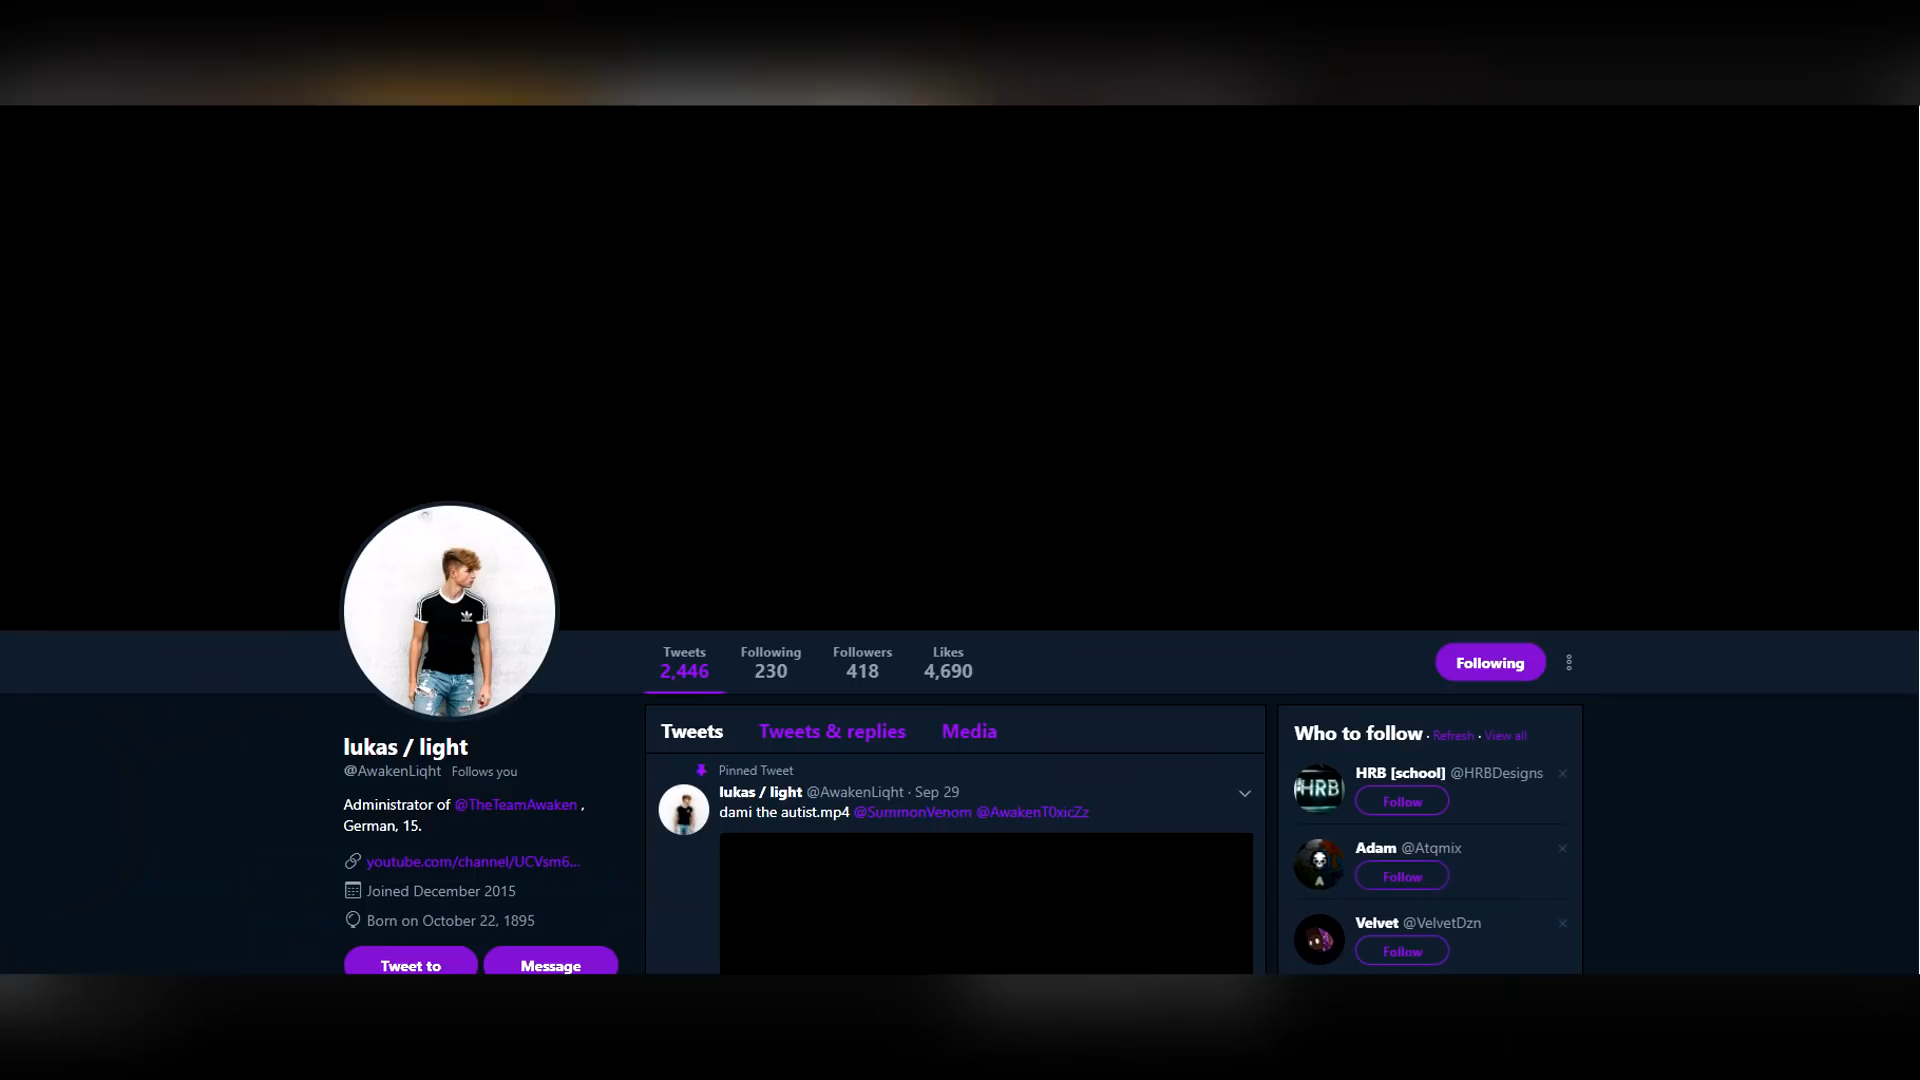 Tweets
2,446
Following
230
Followers
418
Likes
4,690
Following
lukas / light
@AwakenLiqht Follows you
Administrator of @TheTeamAwaken ,
German, 15.
youtube.com/channel/UCVsm6...
Joined December 2015
Born on October 22, 1895
Tweet to
Message
Tweets Tweets & replies Media
Pinned Tweet
lukas / light @AwakenLiqht · Sep 29
dami the autist.mp4 @SummonVenom @AwakenT0xicZz
Who to follow · Refresh · View all
HRB
HRB [school] @HRBDesigns
Follow
A
Adam @Atqmix
Follow
Velvet @VelvetDzn
Follow